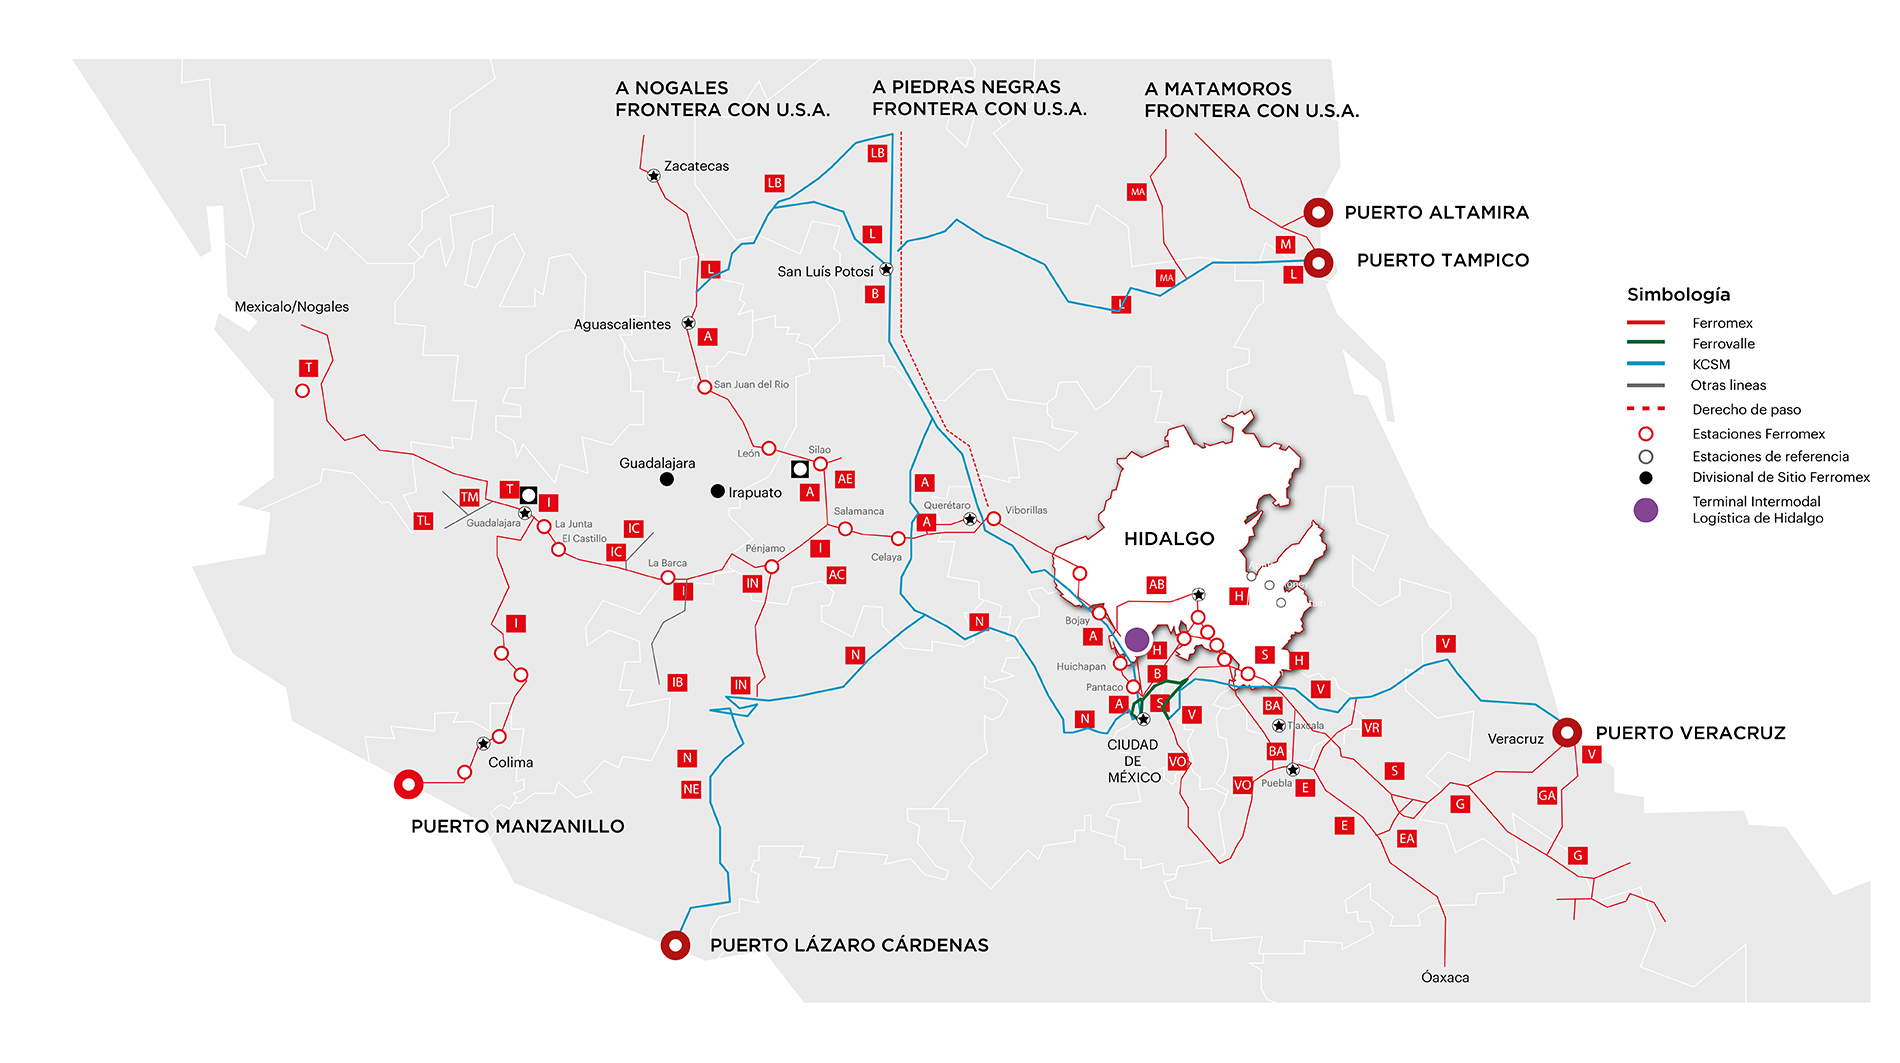 A NOGALES
FRONTERA CON U.S.A.
A PIEDRAS NEGRAS
FRONTERA CON U.S.A.
A MATAMOROS
FRONTERA CON U.S.A.
LB
Zacatecas
LB
MA
PUERTO ALTAMIRA
L
M
PUERTO TAMPICO
L
San Luís Potosí
MA
L
B
L
Mexicalo/Nogales
Aguascalientes
A
T
San Juan del Río
Simbología
Ferromex
Ferrovalle
KCSM
Otras lineas
Derecho de paso
Estaciones Ferromex
Estaciones de referencia
Divisional de Sitio Ferromex
Terminal Intermodal
Logística de Hidalgo
León
Silao
Guadalajara
Irapuato
AE
A
A
TM
T
I
TL
Guadalajara
La Junta
El Castillo
IC
IC
Salamanca
Querétaro
A
Viborillas
Celaya
HIDALGO
La Barca
Pénjamo
I
IN
AC
I
AB
H
I
Bojay
A
N
N
Huichapan
H
S
H
V
B
Pantaco
IB
IN
A
S
N
V
V
BA
Tlaxcala
VR
Veracruz
PUERTO VERACRUZ
V
CIUDAD
DE
MÉXICO
VO
BA
VO
Puebla
E
S
GA
G
Colima
N
NE
PUERTO MANZANILLO
E
EA
G
PUERTO LÁZARO CÁRDENAS
Óaxaca